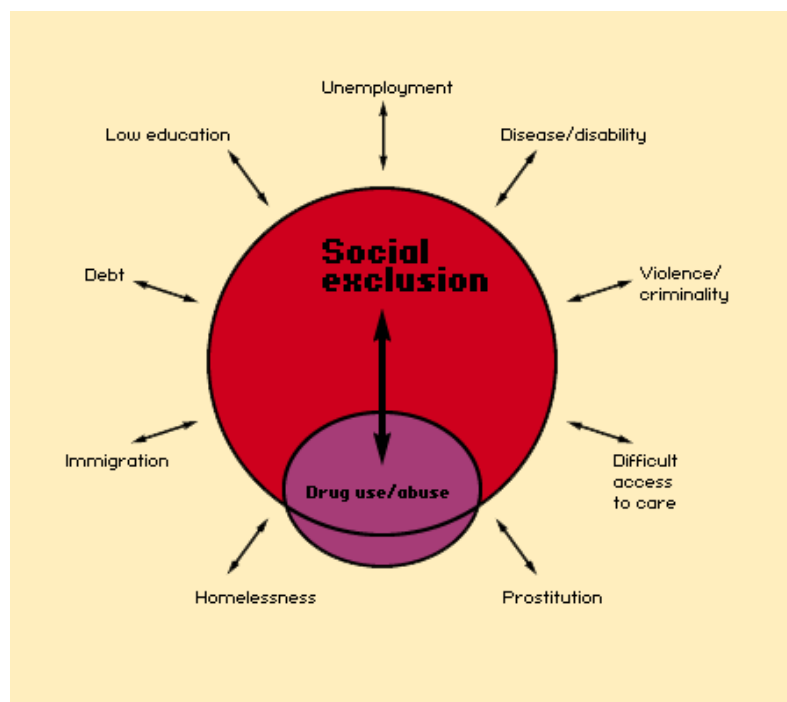 Unemployment
Low education
Disease/disability
Social
exclusion
Debt
Violence/
criminality
Immigration
Difficult
access
to care
Drug use/abuse
Homelessness
Prostitution